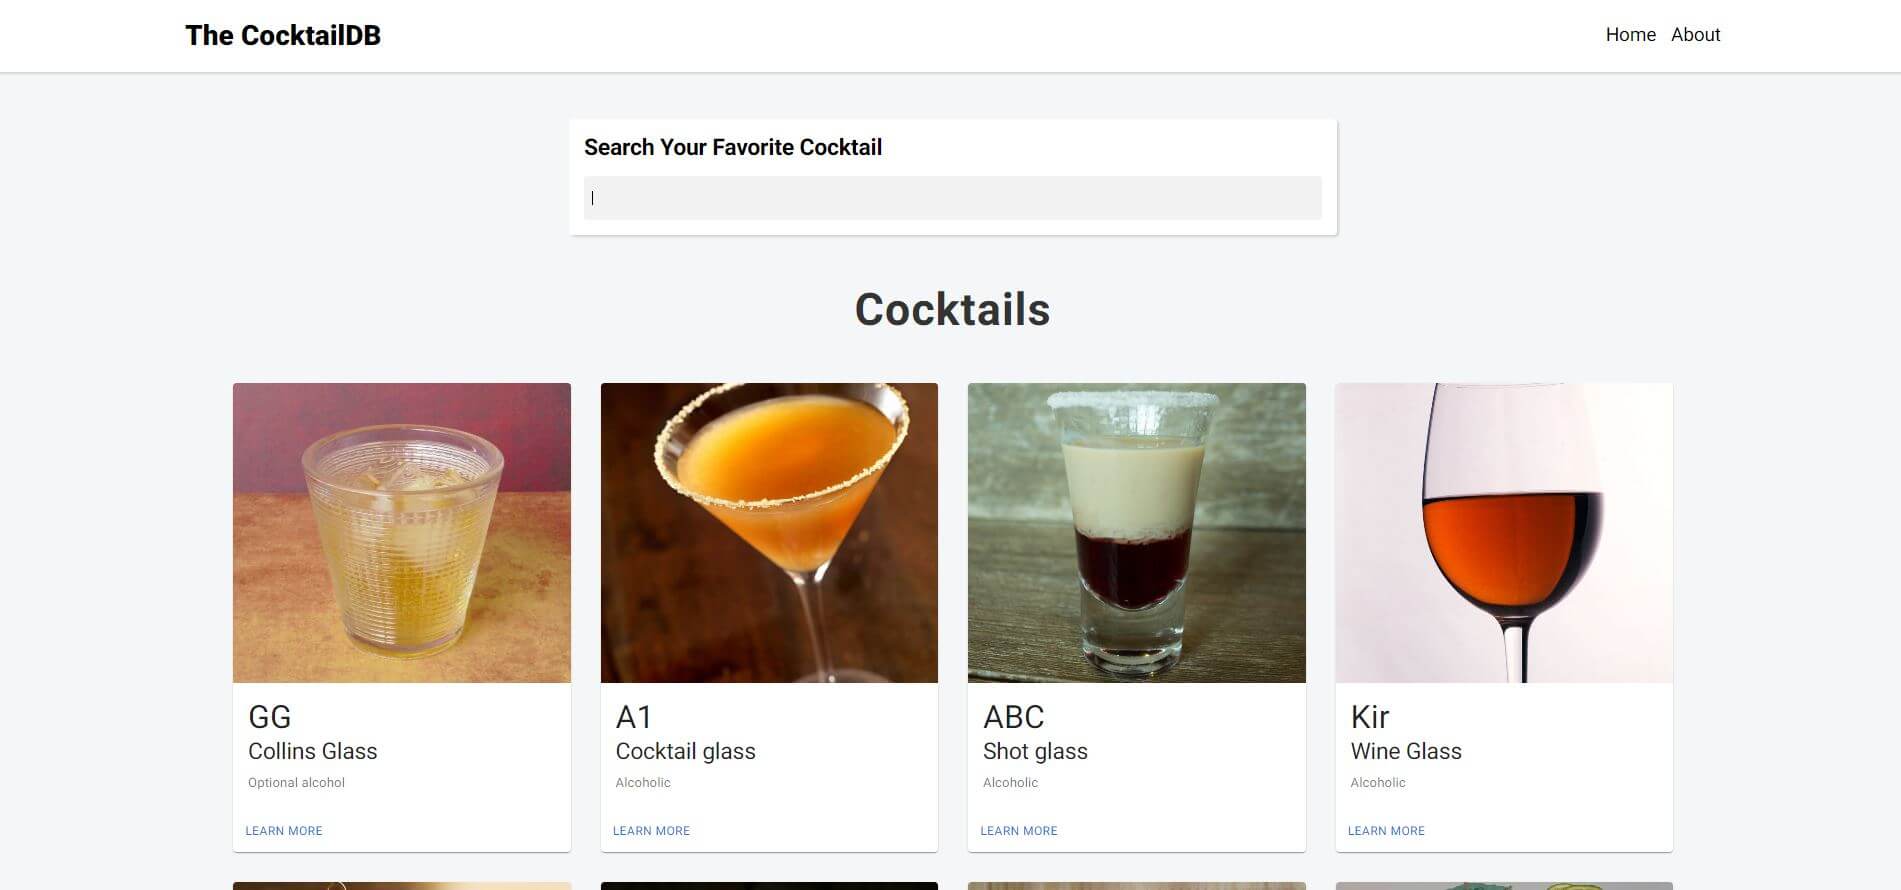 The CocktailDB
Home About
Search Your Favorite Cocktail
Cocktails
GG
Collins Glass
Optional alcohol
LEARN MORE
A1
Cocktail glass
Alcoholic
LEARN MORE
ABC
Shot glass
Alcoholic
LEARN MORE
Kir
Wine Glass
Alcoholic
LEARN MORE